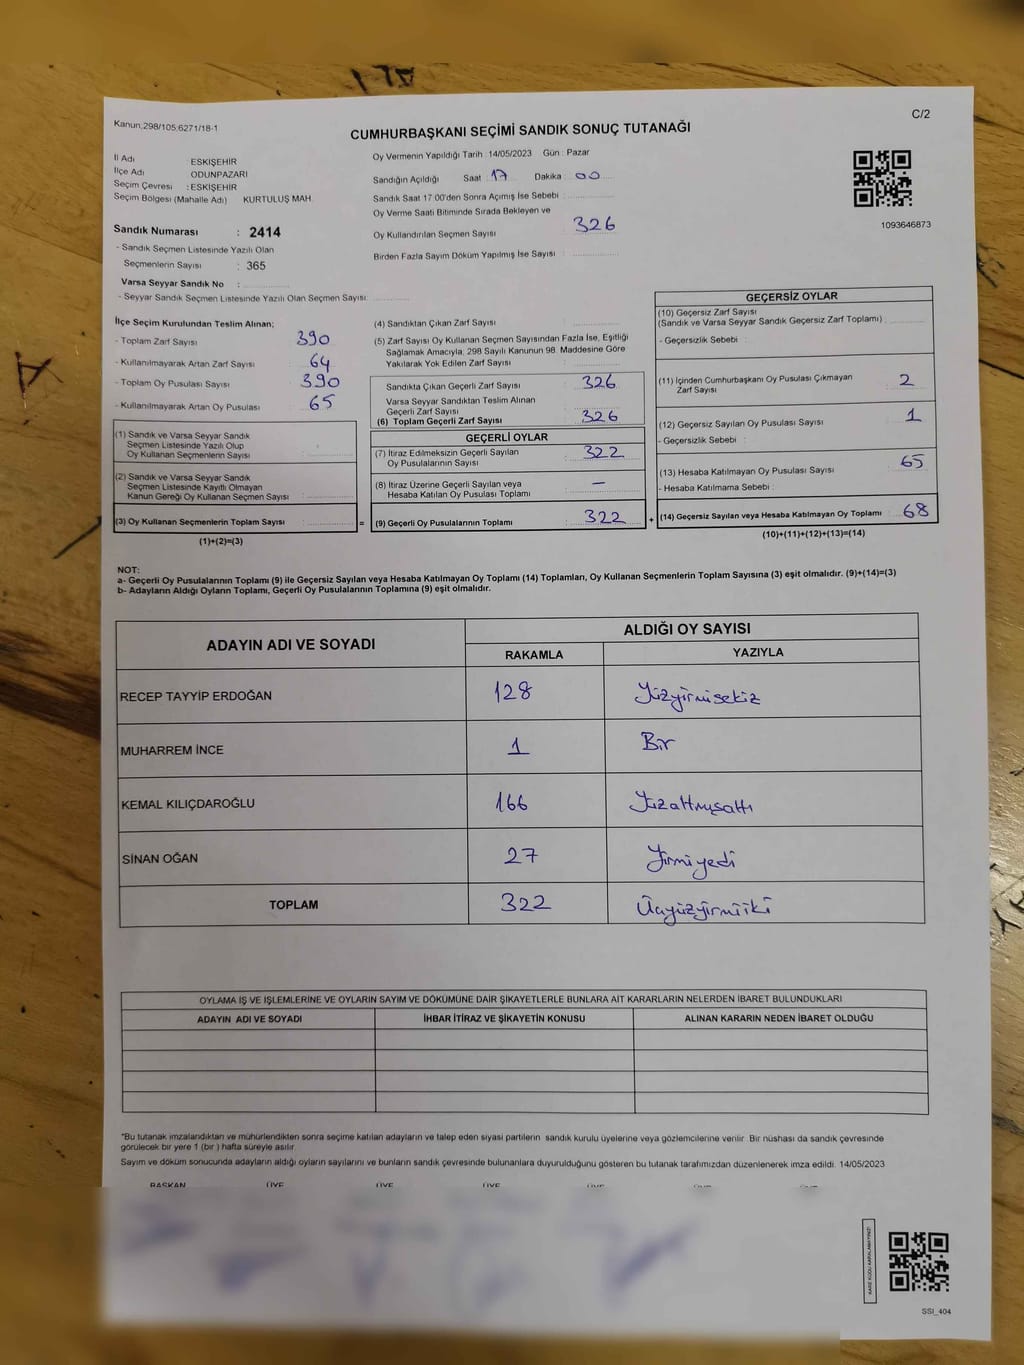 Kanun,298/105,6271/18-1
C/2
CUMHURBAŞKANI SEÇİMİ SANDIK SONUÇ TUTANAĞI
İl Adı ESKİŞEHİR
İlçe Adı ODUNPAZARI
Seçim Çevresi : ESKİŞEHİR
Seçim Bölgesi (Mahalle Adı) KURTULUŞ MAH.
Sandık Numarası : 2414
- Sandık Seçmen Listesinde Yazılı Olan
Seçmenlerin Sayısı : 365
Varsa Seyyar Sandık No :
- Seyyar Sandık Seçmen Listesinde Yazılı Olan Seçmen Sayısı:
Oy Vermenin Yapıldığı Tarih : 14/05/2023 Gün : Pazar
Sandığın Açıldığı Saat : 17 Dakika : 00
Sandık Saat 17.00'den Sonra Açımış İse Sebebi :
Oy Verme Saati Bitiminde Sırada Bekleyen ve
Oy Kullandırılan Seçmen Sayısı : 326
Birden Fazla Sayım Döküm Yapılmış İse Sayısı :
1093646873
İlçe Seçim Kurulundan Teslim Alınan;
- Toplam Zarf Sayısı : 390
- Kullanılmayarak Artan Zarf Sayısı : 64
- Toplam Oy Pusulası Sayısı : 390
- Kullanılmayarak Artan Oy Pusulası : 65
(1) Sandık ve Varsa Seyyar Sandık
Seçmen Listesinde Yazılı Olup
Oy Kullanan Seçmenlerin Sayısı :
(2) Sandık ve Varsa Seyyar Sandık
Seçmen Listesinde Kayıtlı Olmayan
Kanun Gereği Oy Kullanan Seçmen Sayısı :
(3) Oy Kullanan Seçmenlerin Toplam Sayısı :
(1)+(2)=(3)
(4) Sandıktan Çıkan Zarf Sayısı :
(5) Zarf Sayısı Oy Kullanan Seçmen Sayısından Fazla İse, Eşitliği
Sağlamak Amacıyla, 298 Sayılı Kanunun 98. Maddesine Göre
Yakılarak Yok Edilen Zarf Sayısı :
Sandıkta Çıkan Geçerli Zarf Sayısı : 326
Varsa Seyyar Sandıktan Teslim Alınan
Geçerli Zarf Sayısı :
(6) Toplam Geçerli Zarf Sayısı : 326
GEÇERLİ OYLAR
(7) İtiraz Edilmeksizin Geçerli Sayılan
Oy Pusulalarının Sayısı : 322
(8) İtiraz Üzerine Geçerli Sayılan veya
Hesaba Katılan Oy Pusulası Toplamı : —
= (9) Geçerli Oy Pusulalarının Toplamı : 322 +
GEÇERSİZ OYLAR
(10) Geçersiz Zarf Sayısı
(Sandık ve Varsa Seyyar Sandık Geçersiz Zarf Toplamı) :
- Geçersizlik Sebebi :
(11) İçinden Cumhurbaşkanı Oy Pusulası Çıkmayan
Zarf Sayısı : 2
(12) Geçersiz Sayılan Oy Pusulası Sayısı : 1
- Geçersizlik Sebebi :
(13) Hesaba Katılmayan Oy Pusulası Sayısı : 65
- Hesaba Katılmama Sebebi :
(14) Geçersiz Sayılan veya Hesaba Katılmayan Oy Toplamı : 68
(10)+(11)+(12)+(13)=(14)
NOT:
a- Geçerli Oy Pusulalarının Toplamı (9) ile Geçersiz Sayılan veya Hesaba Katılmayan Oy Toplamı (14) Toplamları, Oy Kullanan Seçmenlerin Toplam Sayısına (3) eşit olmalıdır. (9)+(14)=(3)
b- Adayların Aldığı Oyların Toplamı, Geçerli Oy Pusulalarının Toplamına (9) eşit olmalıdır.
ADAYIN ADI VE SOYADI ALDIĞI OY SAYISI
RAKAMLA YAZIYLA
RECEP TAYYİP ERDOĞAN 128 Yüzyirmisekiz
MUHARREM İNCE 1 Bir
KEMAL KILIÇDAROĞLU 166 Yüzaltmışaltı
SİNAN OĞAN 27 Yirmiyedi
TOPLAM 322 Üçyüzyirmiiki
OYLAMA İŞ VE İŞLEMLERİNE VE OYLARIN SAYIM VE DÖKÜMÜNE DAİR ŞİKAYETLERLE BUNLARA AİT KARARLARIN NELERDEN İBARET BULUNDUKLARI
ADAYIN ADI VE SOYADI İHBAR İTİRAZ VE ŞİKAYETİN KONUSU ALINAN KARARIN NEDEN İBARET OLDUĞU
*Bu tutanak imzalandıktan ve mühürlendikten sonra seçime katılan adayların ve talep eden siyasi partilerin sandık kurulu üyelerine veya gözlemcilerine verilir. Bir nüshası da sandık çevresinde
görülecek bir yere 1 (bir ) hafta süreyle asılır.
Sayım ve döküm sonucunda adayların aldığı oyların sayılarını ve bunların sandık çevresinde bulunanlara duyurulduğunu gösteren bu tutanak tarafımızdan düzenlenerek imza edildi. 14/05/2023
BAŞKAN ÜYE ÜYE ÜYE ÜYE
KARE KODU KARALAMAYINIZ!
SSI_404